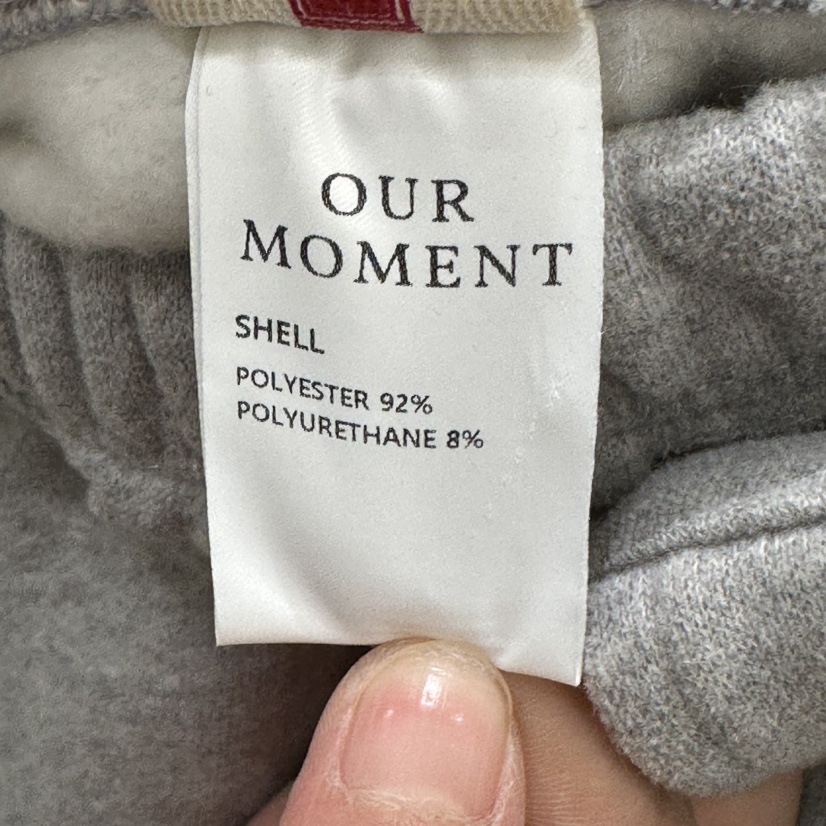 OUR
MOMENT
SHELL
POLYESTER 92%
POLYURETHANE 8%